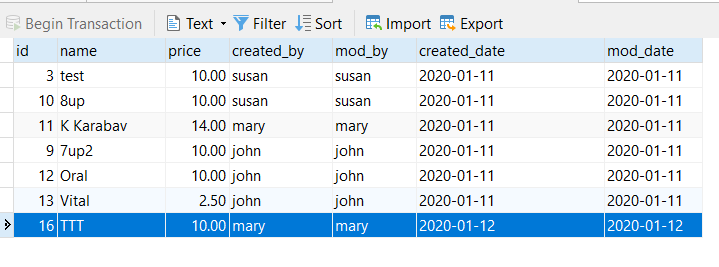 Begin Transaction Text Filter Sort Import Export
id name price created_by mod_by created_date mod_date
3 test 10.00 susan susan 2020-01-11 2020-01-11
10 8up 10.00 susan susan 2020-01-11 2020-01-11
11 K Karabav 14.00 mary mary 2020-01-11 2020-01-11
9 7up2 10.00 john john 2020-01-11 2020-01-11
12 Oral 10.00 john john 2020-01-11 2020-01-11
13 Vital 2.50 john john 2020-01-11 2020-01-11
16 TTT 10.00 mary mary 2020-01-12 2020-01-12